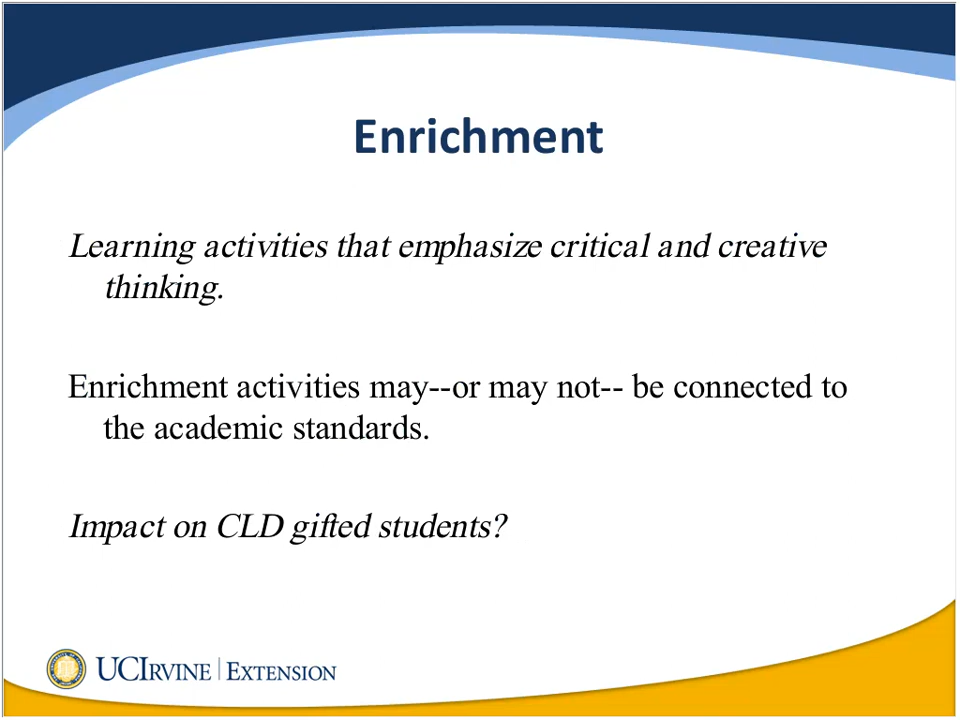 Enrichment
Learning activities that emphasize critical and creative
thinking.
Enrichment activities may--or may not-- be connected to
the academic standards.
Impact on CLD gifted students?
UCIRVINE | EXTENSION